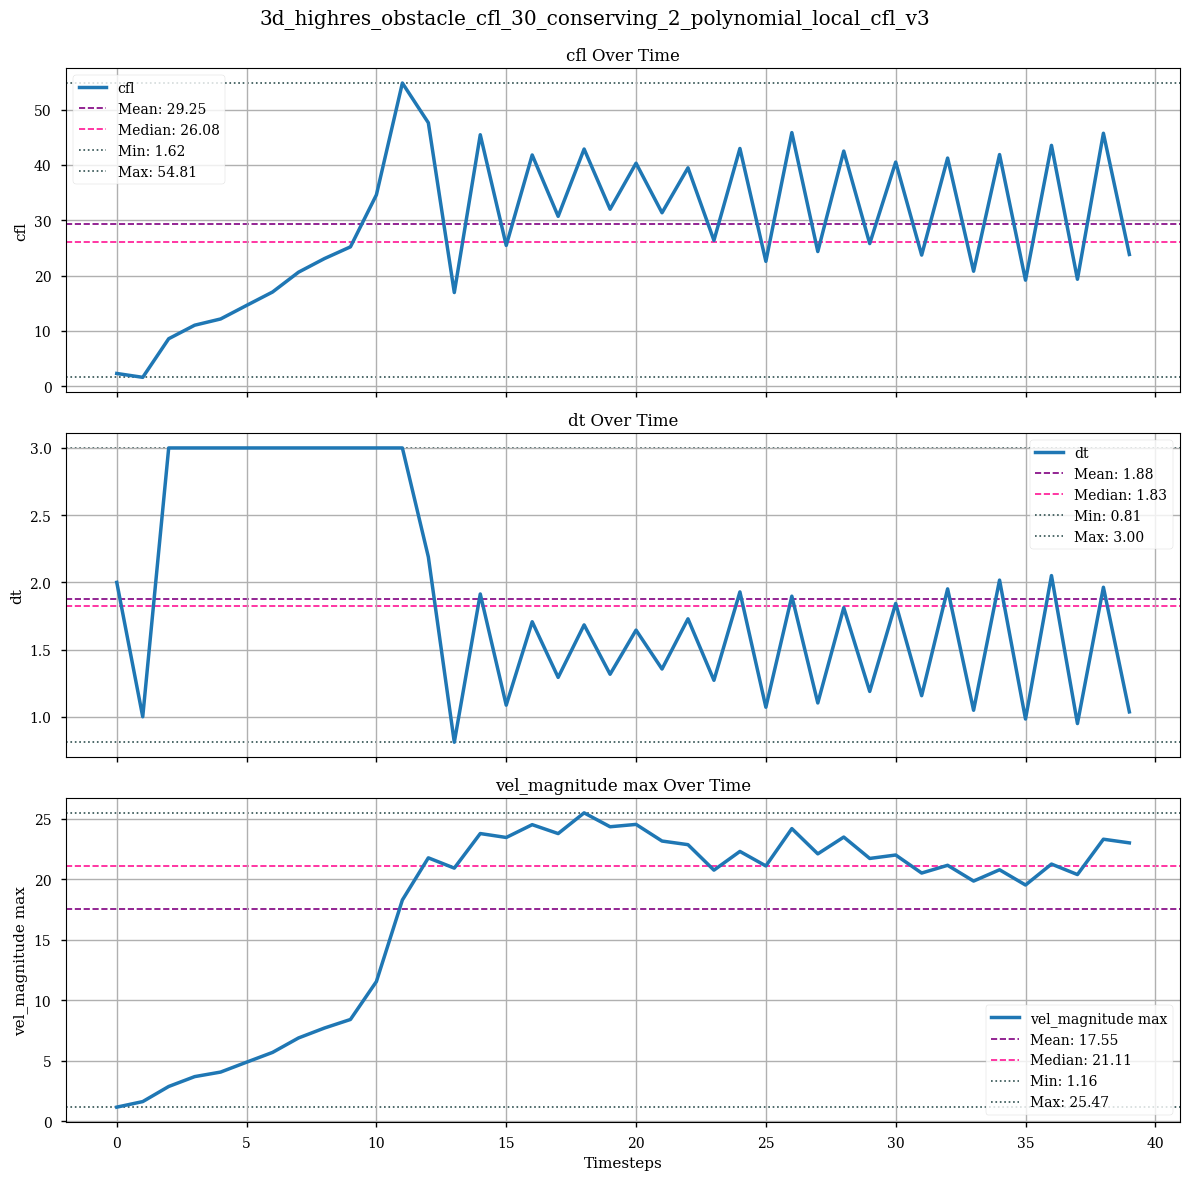 3d_highres_obstacle_cfl_30_conserving_2_polynomial_local_cfl_v3
cfl Over Time
cfl
Mean: 29.25
Median: 26.08
Min: 1.62
Max: 54.81
50
40
30
20
10
0
cfl
dt Over Time
dt
Mean: 1.88
Median: 1.83
Min: 0.81
Max: 3.00
3.0
2.5
2.0
1.5
1.0
dt
vel_magnitude max Over Time
vel_magnitude max
Mean: 17.55
Median: 21.11
Min: 1.16
Max: 25.47
25
20
15
10
5
0
vel_magnitude max
0 5 10 15 20 25 30 35 40
Timesteps